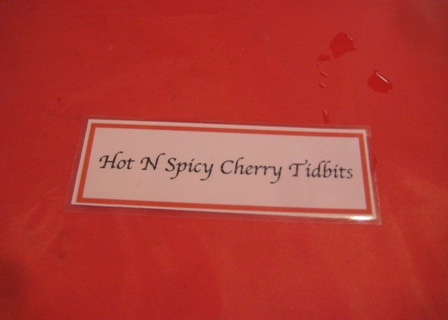 Hot N Spicy Cherry Tidbits